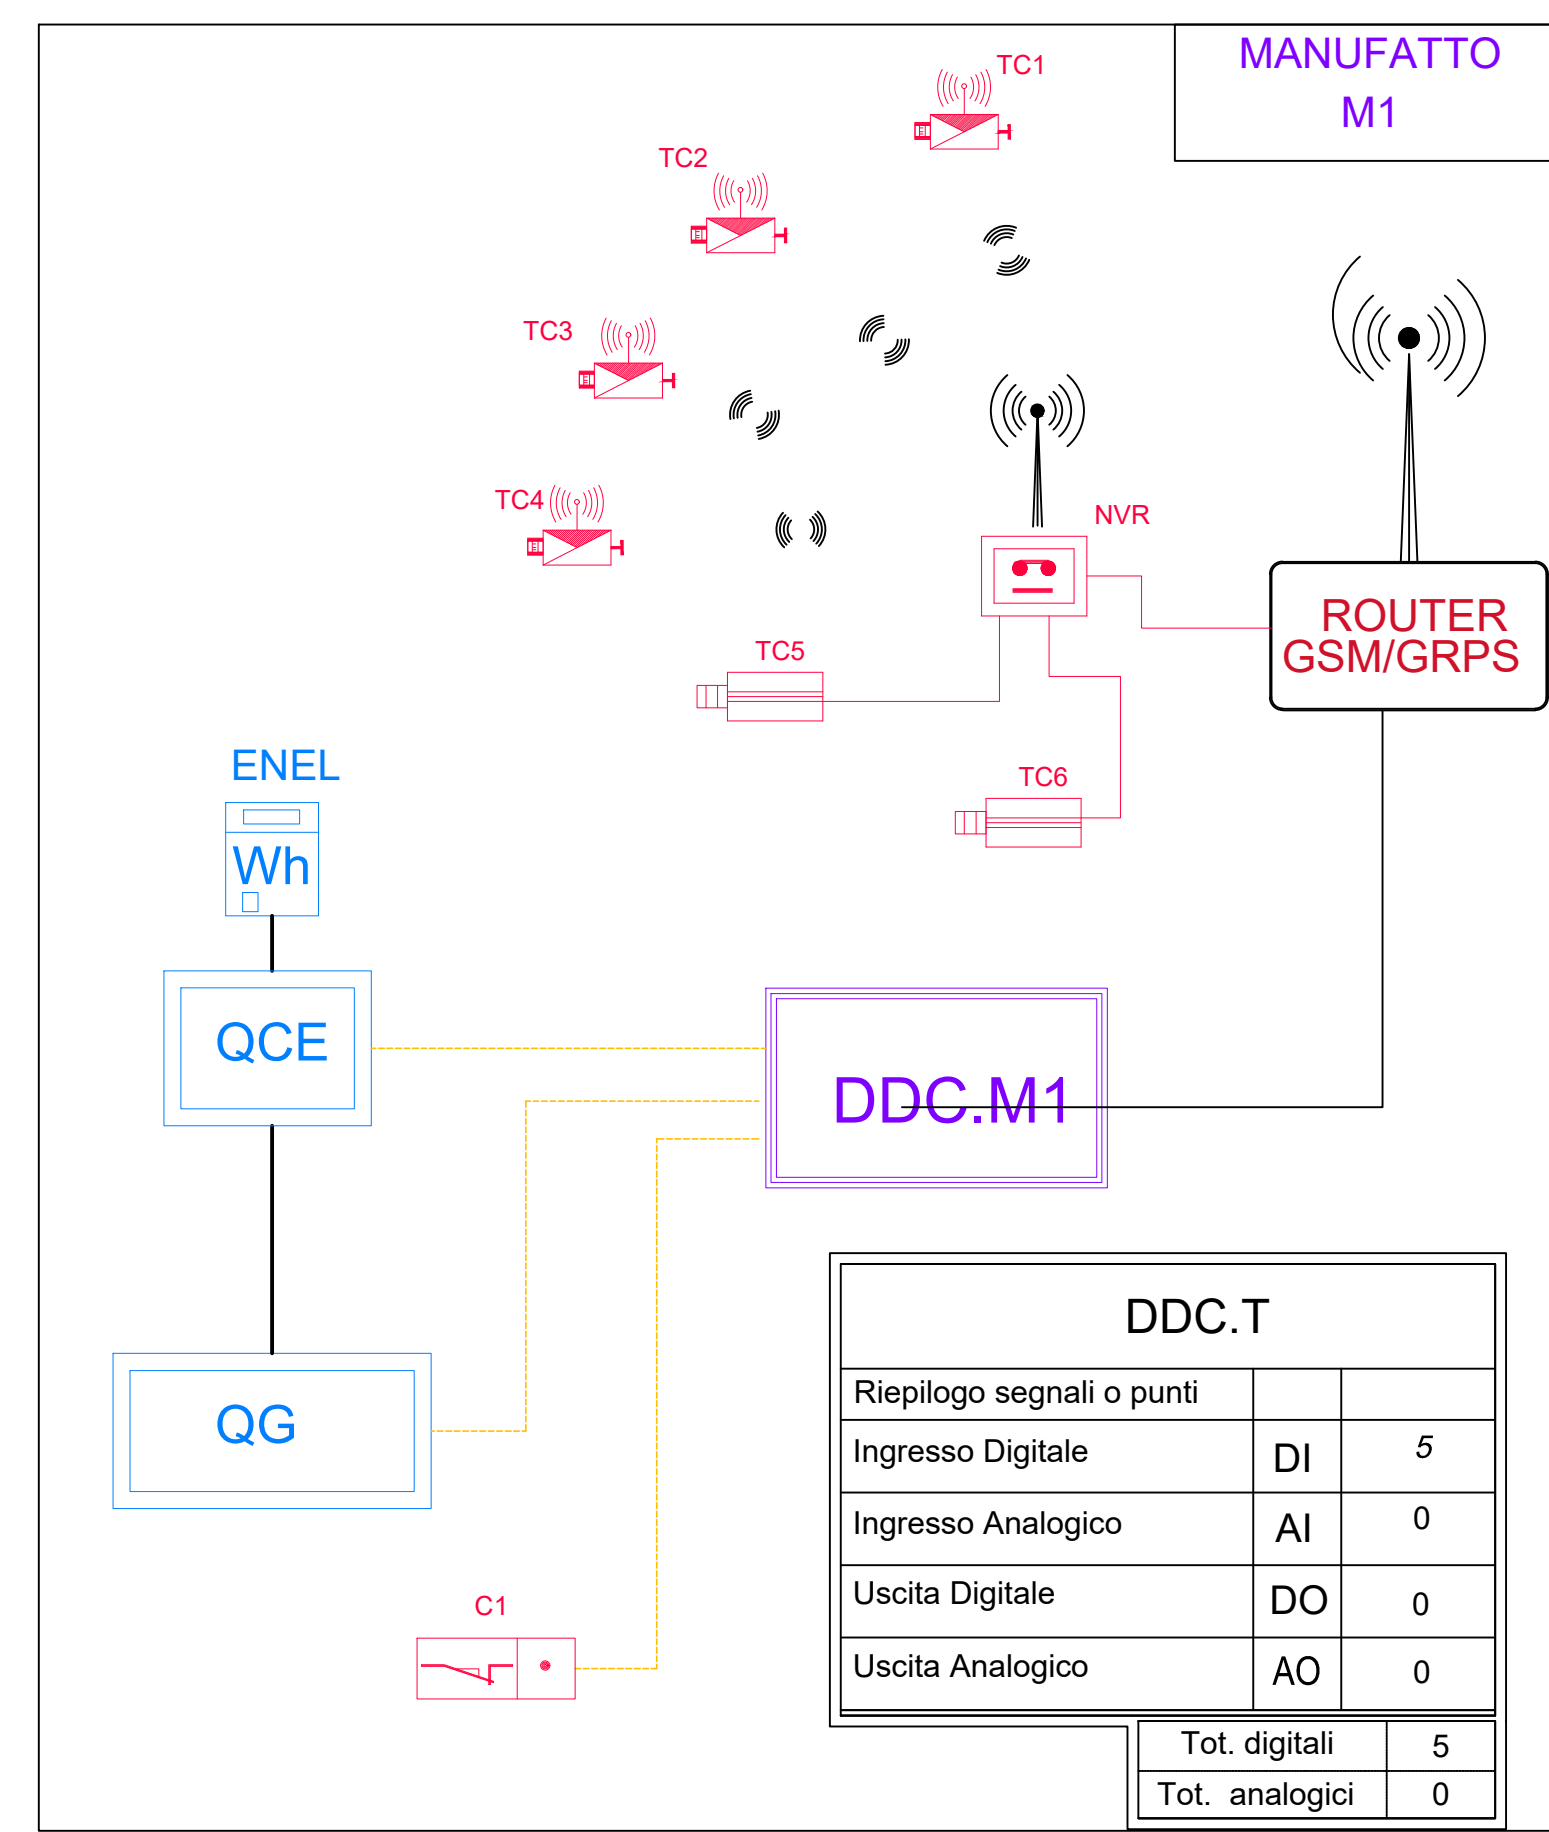 MANUFATTO
M1
TC1
TC2
TC3
TC4
NVR
ROUTER
GSM/GRPS
TC5
TC6
ENEL
Wh
QCE
DDC.M1
QG
C1
DDC.T
Riepilogo segnali o punti
Ingresso Digitale DI 5
Ingresso Analogico AI 0
Uscita Digitale DO 0
Uscita Analogico AO 0
Tot. digitali 5
Tot. analogici 0